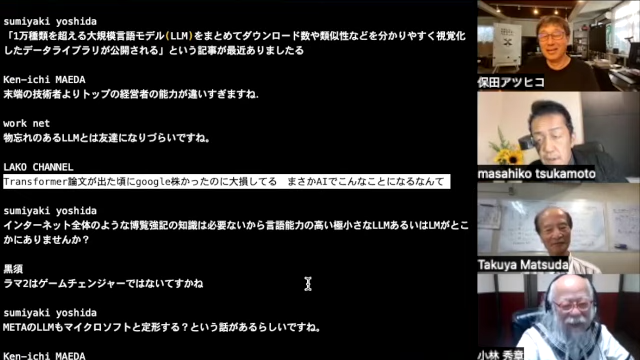 sumiyaki yoshida
「1万種類を超える大規模言語モデル(LLM)をまとめてダウンロード数や類似性などを分かりやすく視覚化
したデータライブラリが公開される」という記事が最近ありましたる
Ken-ichi MAEDA
末端の技術者よりトップの経営者の能力が違いすぎますね.
work net
物忘れのあるLLMとは友達になりづらいですね。
LAKO CHANNEL
Transformer論文が出た頃にgoogle株かったのに大損してる　まさかAIでこんなことになるなんて
sumiyaki yoshida
インターネット全体のような博覧強記の知識は必要ないから言語能力の高い極小さなLLMあるいはLMがとこ
かにありませんか？
黒須
ラマ2はゲームチェンジャーではないてすかね
sumiyaki yoshida
METAのLLMもマイクロソフトと定形する？という話があるらしいですね。
Ken-ichi MAEDA
保田アツヒコ
masahiko tsukamoto
Takuya Matsuda
小林 秀章